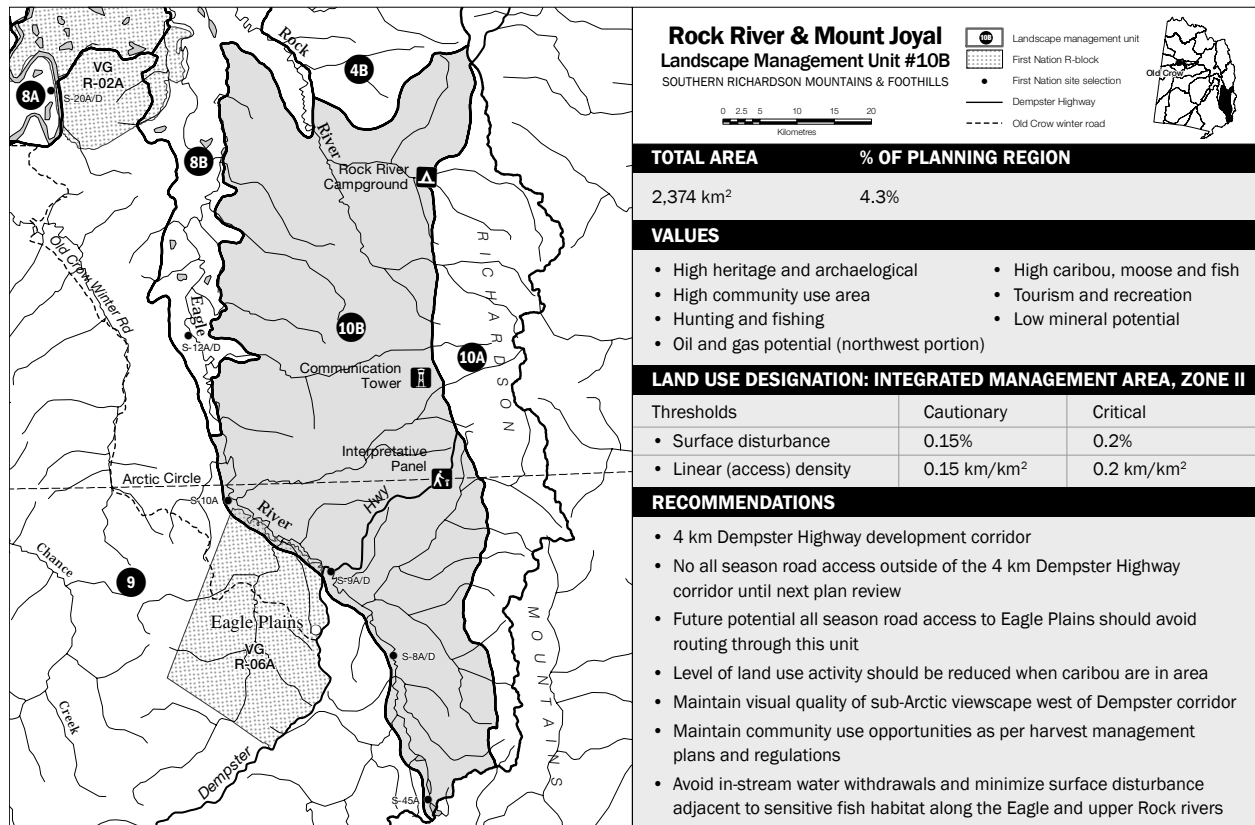 Rock
River
4B
VG
R-02A
8A
S-20A/D
8B
Rock River
Campground
Old Crow Winter Rd
Eagle
S-12A/D
10B
10A
RICHARDSON
Communication
Tower
Interpretative
Panel
Arctic Circle
S-10A
River
Hwy
Chance
9
S-9A/D
Eagle Plains
VG
R-06A
S-8A/D
MOUNTAINS
Creek
Dempster
S-45A
Rock River & Mount Joyal
Landscape Management Unit #10B
SOUTHERN RICHARDSON MOUNTAINS & FOOTHILLS
0 2.5 5 10 15 20
Kilometres
10B Landscape management unit
First Nation R-block
First Nation site selection
Dempster Highway
Old Crow winter road
Old Crow
TOTAL AREA % OF PLANNING REGION
2,374 km² 4.3%
VALUES
• High heritage and archaelogical
• High community use area
• Hunting and fishing
• Oil and gas potential (northwest portion)
• High caribou, moose and fish
• Tourism and recreation
• Low mineral potential
LAND USE DESIGNATION: INTEGRATED MANAGEMENT AREA, ZONE II
Thresholds Cautionary Critical
• Surface disturbance 0.15% 0.2%
• Linear (access) density 0.15 km/km² 0.2 km/km²
RECOMMENDATIONS
• 4 km Dempster Highway development corridor
• No all season road access outside of the 4 km Dempster Highway
corridor until next plan review
• Future potential all season road access to Eagle Plains should avoid
routing through this unit
• Level of land use activity should be reduced when caribou are in area
• Maintain visual quality of sub-Arctic viewscape west of Dempster corridor
• Maintain community use opportunities as per harvest management
plans and regulations
• Avoid in-stream water withdrawals and minimize surface disturbance
adjacent to sensitive fish habitat along the Eagle and upper Rock rivers